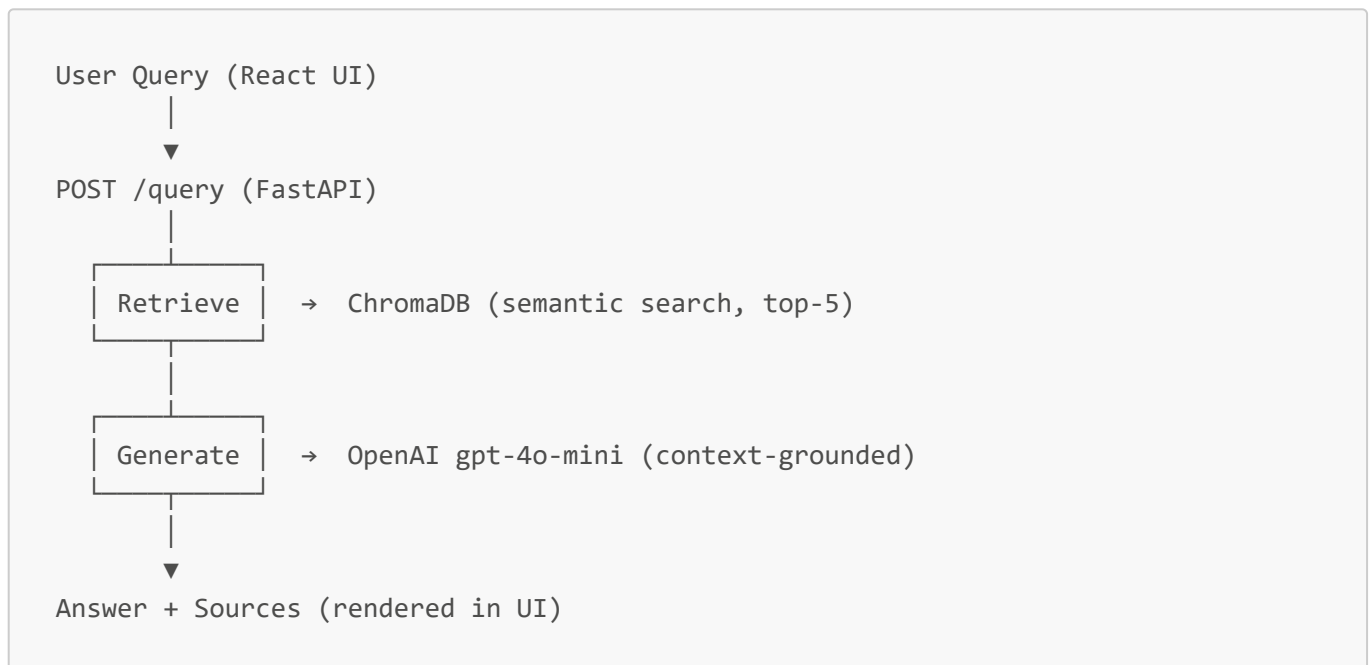 User Query (React UI)
POST /query (FastAPI)
Retrieve → ChromaDB (semantic search, top-5)
Generate → OpenAI gpt-4o-mini (context-grounded)
Answer + Sources (rendered in UI)